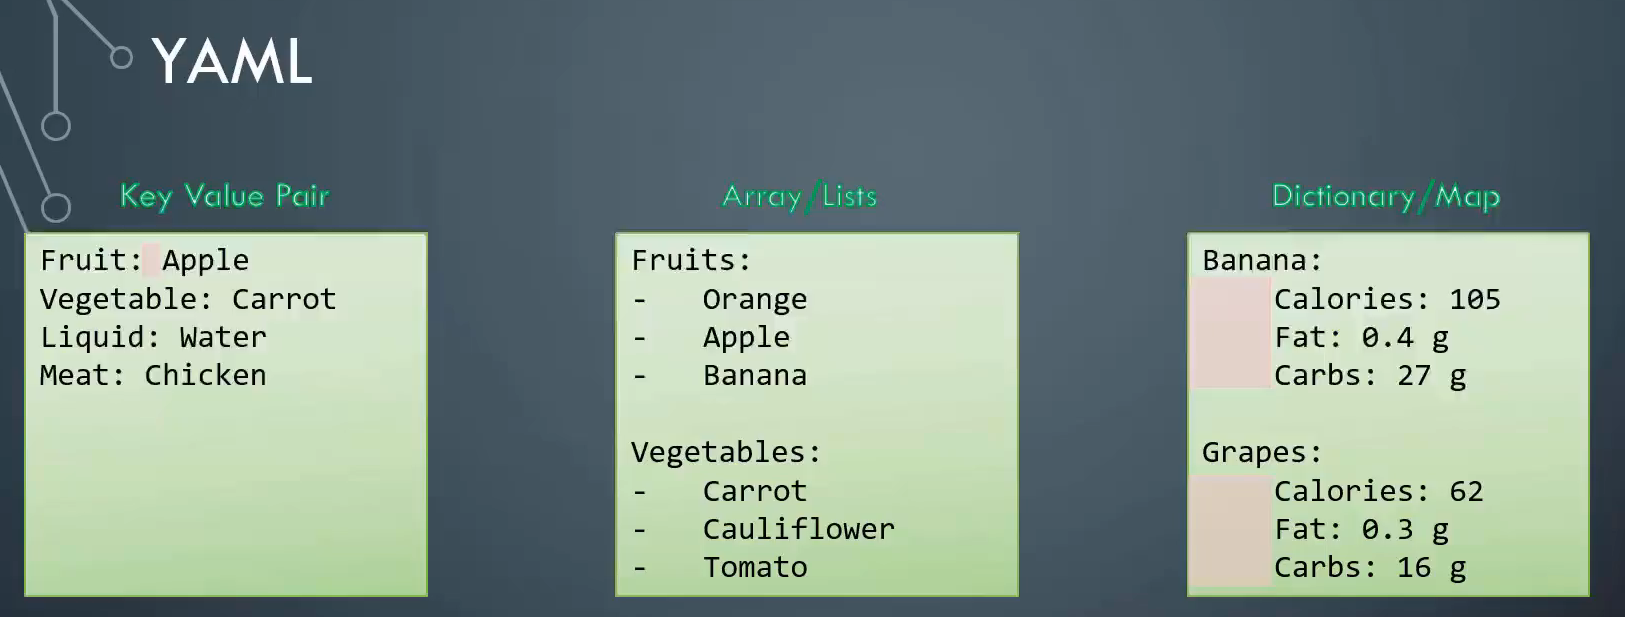 YAML
Key Value Pair
Fruit: Apple
Vegetable: Carrot
Liquid: Water
Meat: Chicken
Array/Lists
Fruits:
- Orange
- Apple
- Banana
Vegetables:
- Carrot
- Cauliflower
- Tomato
Dictionary/Map
Banana:
Calories: 105
Fat: 0.4 g
Carbs: 27 g
Grapes:
Calories: 62
Fat: 0.3 g
Carbs: 16 g